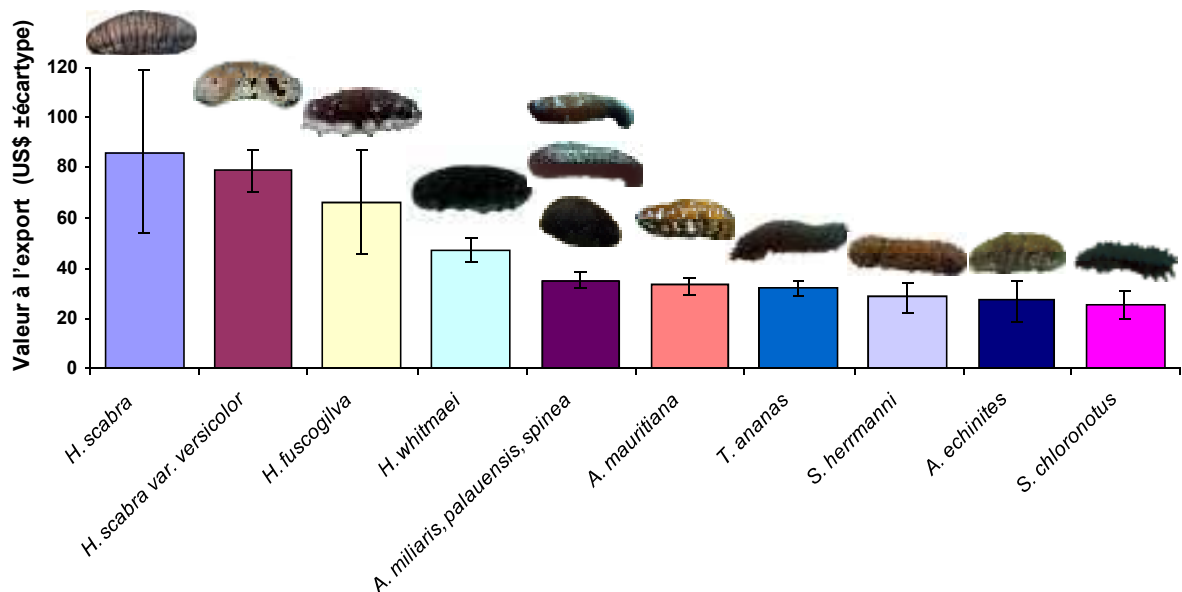 Valeur à l'export (US$ ±écartype)
120
100
80
60
40
20
0
H. scabra
H. scabra var. versicolor
H. fuscogilva
H. whitmaei
A. miliaris, palauensis, spinea
A. mauritiana
T. ananas
S. herrmanni
A. echinites
S. chloronotus